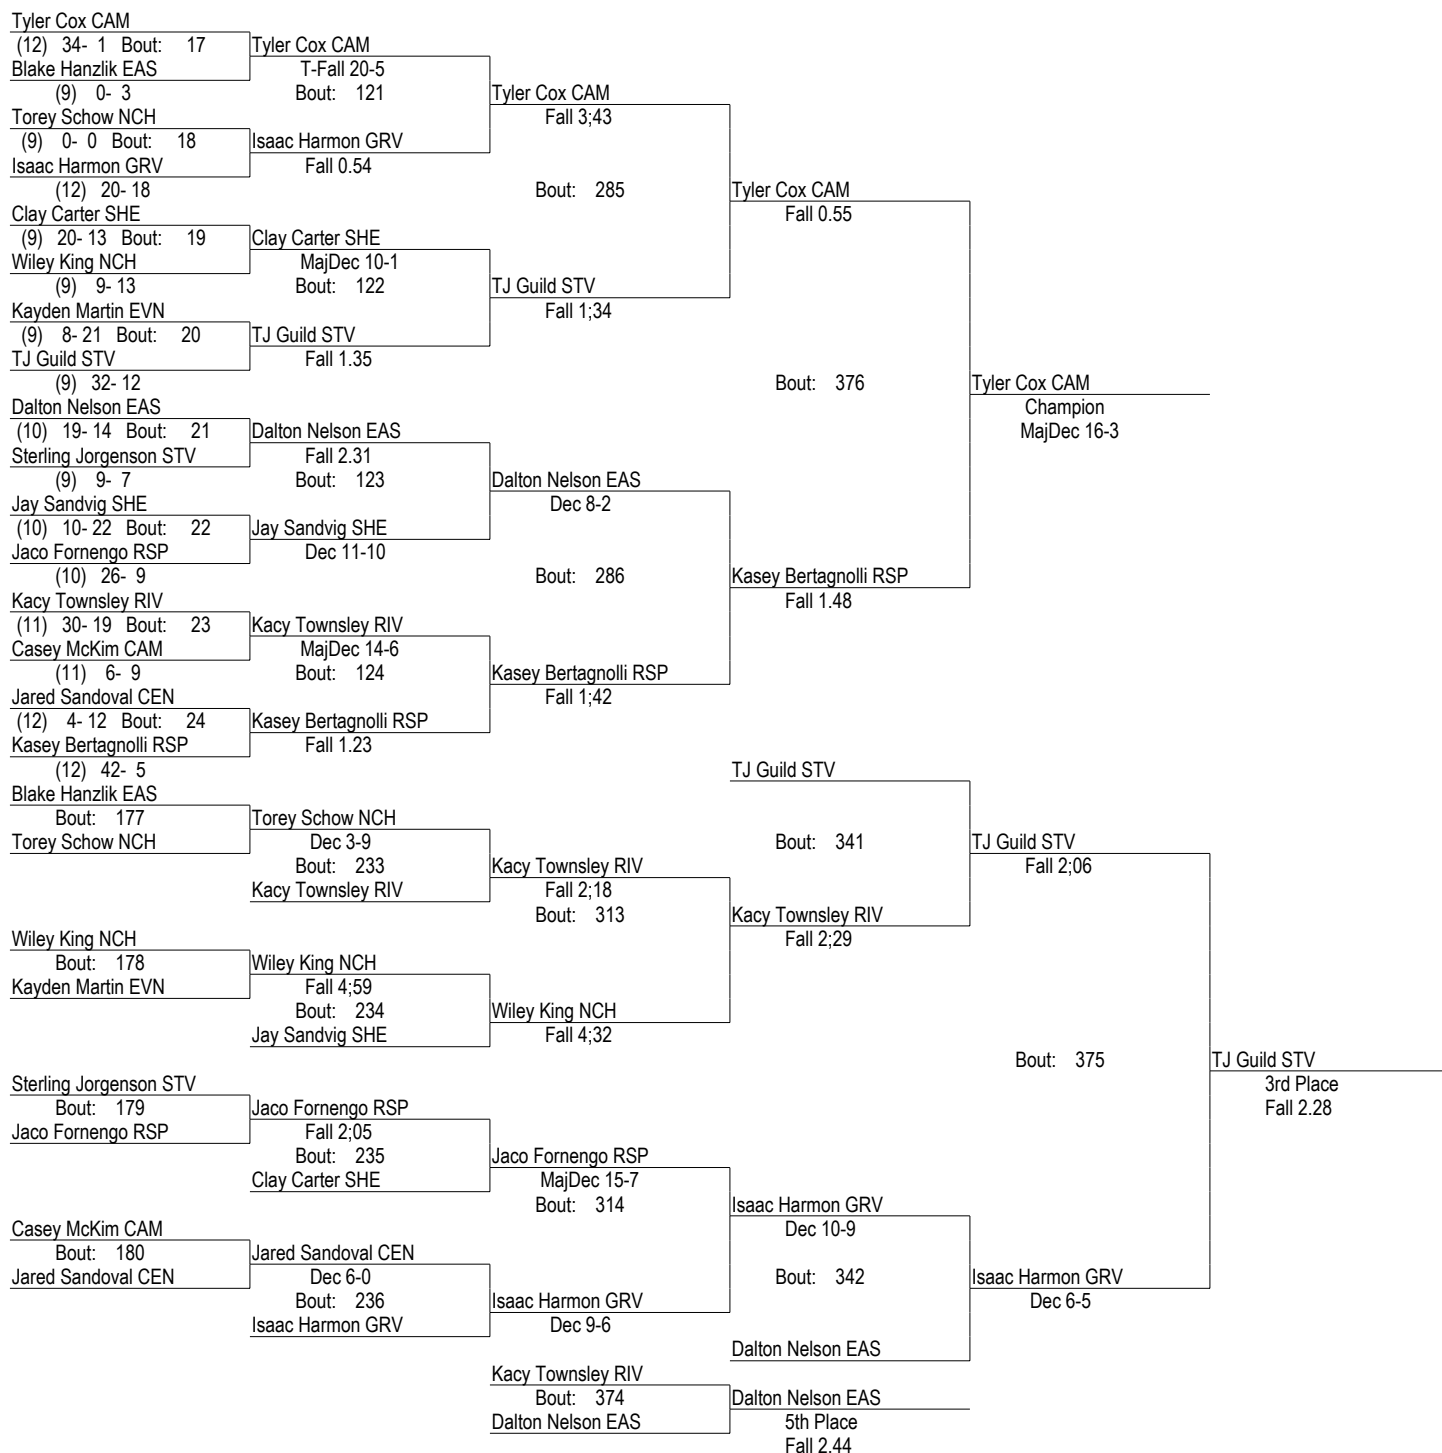 Tyler Cox CAM
(12) 34- 1 Bout: 17 Tyler Cox CAM
Blake Hanzlik EAS T-Fall 20-5
(9) 0- 3 Bout: 121 Tyler Cox CAM
Torey Schow NCH Fall 3;43
(9) 0- 0 Bout: 18 Isaac Harmon GRV
Isaac Harmon GRV Fall 0.54
(12) 20- 18 Bout: 285 Tyler Cox CAM
Clay Carter SHE Fall 0.55
(9) 20- 13 Bout: 19 Clay Carter SHE
Wiley King NCH MajDec 10-1
(9) 9- 13 Bout: 122 TJ Guild STV
Kayden Martin EVN Fall 1;34
(9) 8- 21 Bout: 20 TJ Guild STV
TJ Guild STV Fall 1.35
(9) 32- 12 Bout: 376 Tyler Cox CAM
Dalton Nelson EAS Champion
(10) 19- 14 Bout: 21 Dalton Nelson EAS MajDec 16-3
Sterling Jorgenson STV Fall 2.31
(9) 9- 7 Bout: 123 Dalton Nelson EAS
Jay Sandvig SHE Dec 8-2
(10) 10- 22 Bout: 22 Jay Sandvig SHE
Jaco Fornengo RSP Dec 11-10
(10) 26- 9 Bout: 286 Kasey Bertagnolli RSP
Kacy Townsley RIV Fall 1.48
(11) 30- 19 Bout: 23 Kacy Townsley RIV
Casey McKim CAM MajDec 14-6
(11) 6- 9 Bout: 124 Kasey Bertagnolli RSP
Jared Sandoval CEN Fall 1;42
(12) 4- 12 Bout: 24 Kasey Bertagnolli RSP
Kasey Bertagnolli RSP Fall 1.23
(12) 42- 5 TJ Guild STV
Blake Hanzlik EAS
Bout: 177 Torey Schow NCH
Torey Schow NCH Dec 3-9 Bout: 341 TJ Guild STV
Bout: 233 Kacy Townsley RIV Fall 2;06
Kacy Townsley RIV Fall 2;18
Bout: 313 Kacy Townsley RIV
Wiley King NCH Fall 2;29
Bout: 178 Wiley King NCH
Kayden Martin EVN Fall 4;59
Bout: 234 Wiley King NCH
Jay Sandvig SHE Fall 4;32
Bout: 375 TJ Guild STV
Sterling Jorgenson STV 3rd Place
Bout: 179 Jaco Fornengo RSP Fall 2.28
Jaco Fornengo RSP Fall 2;05
Bout: 235 Jaco Fornengo RSP
Clay Carter SHE MajDec 15-7
Bout: 314 Isaac Harmon GRV
Casey McKim CAM Dec 10-9
Bout: 180 Jared Sandoval CEN
Jared Sandoval CEN Dec 6-0 Bout: 342 Isaac Harmon GRV
Bout: 236 Isaac Harmon GRV Dec 6-5
Isaac Harmon GRV Dec 9-6
Dalton Nelson EAS
Kacy Townsley RIV
Bout: 374 Dalton Nelson EAS
Dalton Nelson EAS 5th Place
Fall 2.44